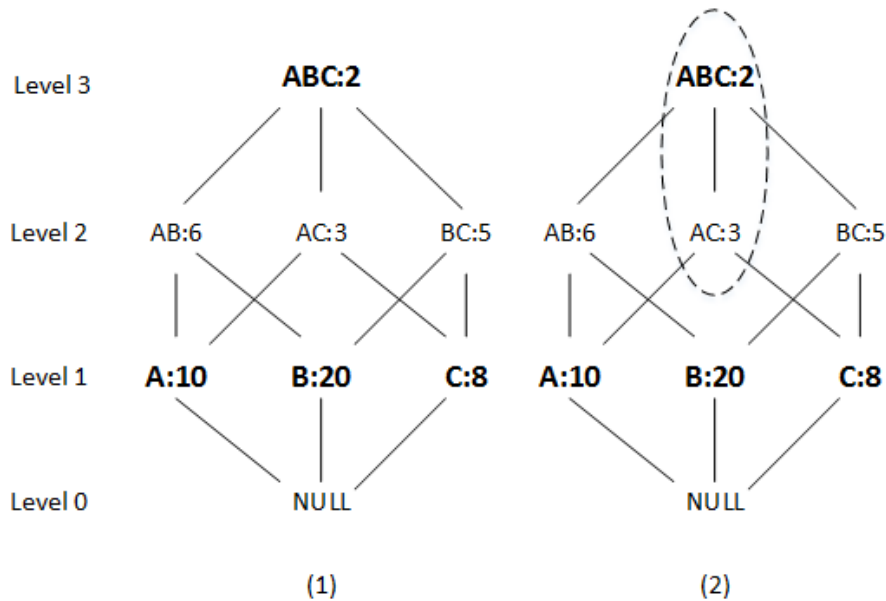 Level 3 ABC:2 ABC:2
Level 2 AB:6 AC:3 BC:5 AB:6 AC:3 BC:5
Level 1 A:10 B:20 C:8 A:10 B:20 C:8
Level 0 NULL NULL
(1) (2)